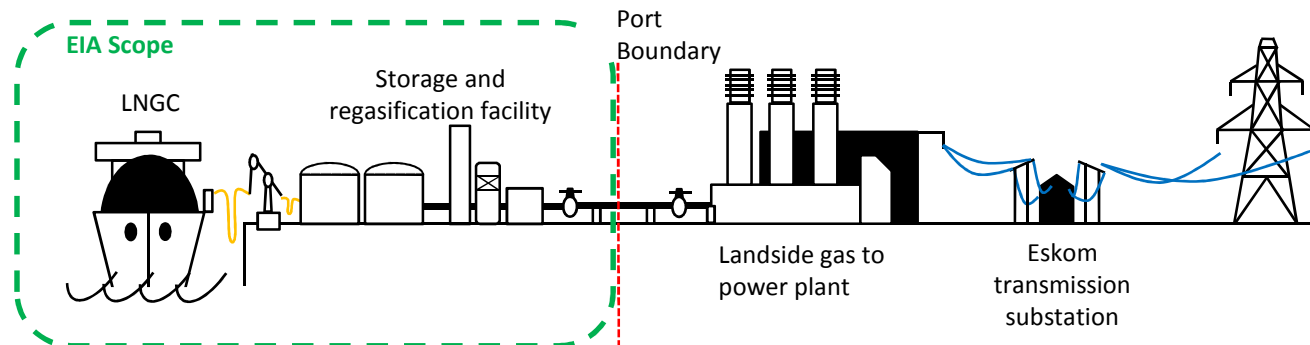 EIA Scope
LNGC
Storage and
regasification facility
Port
Boundary
Landside gas to
power plant
Eskom
transmission
substation